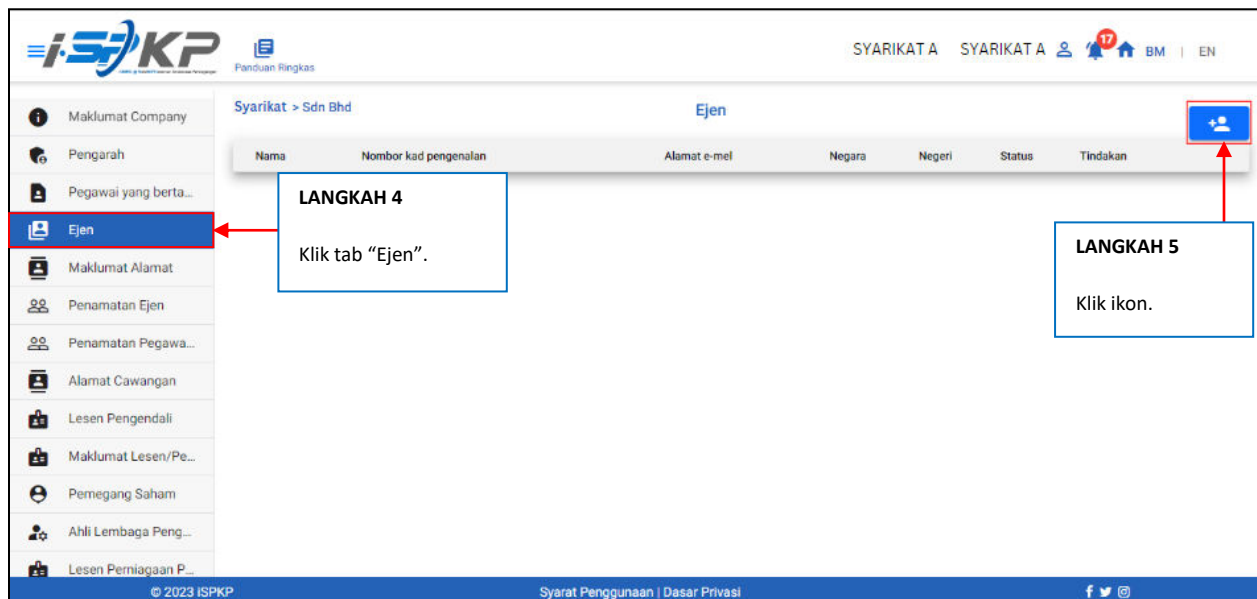 i.SPKP
Panduan Ringkas
SYARIKAT A SYARIKAT A 17 BM | EN
Syarikat > Sdn Bhd
Ejen
Nama Nombor kad pengenalan Alamat e-mel Negara Negeri Status Tindakan
Maklumat Company
Pengarah
Pegawai yang berta...
Ejen
Maklumat Alamat
Penamatan Ejen
Penamatan Pegawa...
Alamat Cawangan
Lesen Pengendali
Maklumat Lesen/Pe...
Pemegang Saham
Ahli Lembaga Peng...
Lesen Perniagaan P...
LANGKAH 4
Klik tab “Ejen”.
LANGKAH 5
Klik ikon.
© 2023 iSPKP Syarat Penggunaan | Dasar Privasi